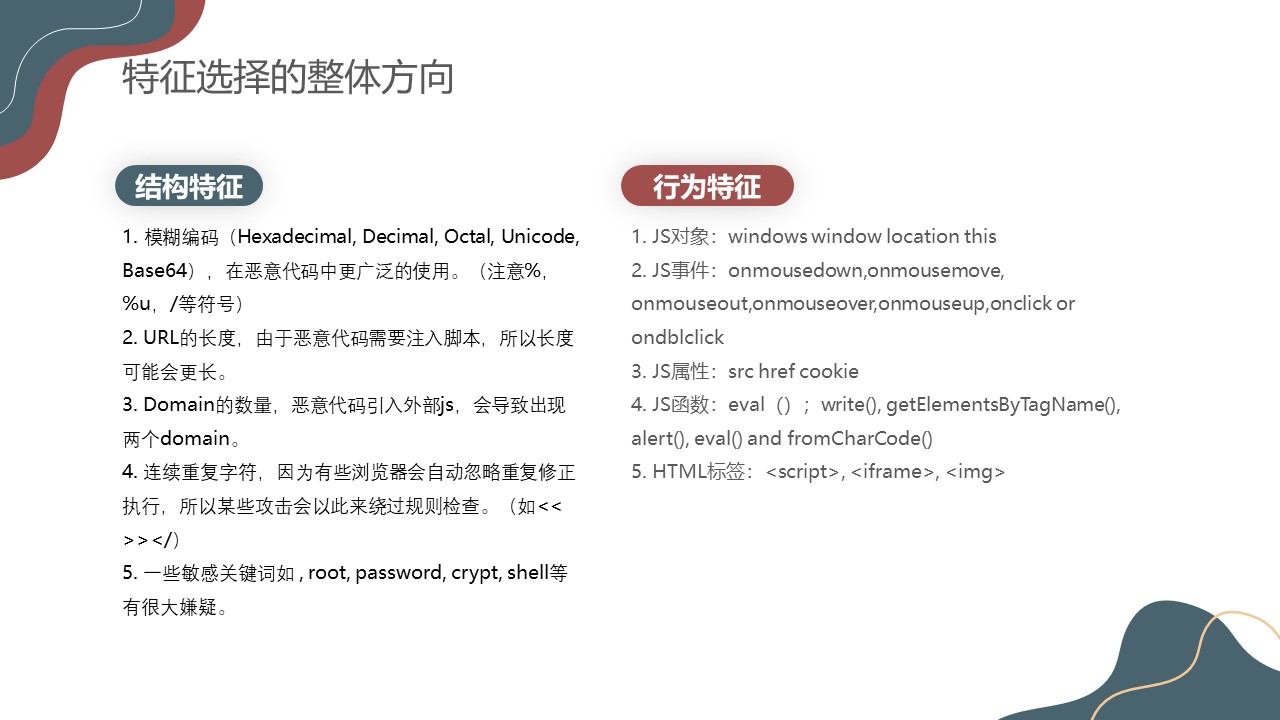 特征选择的整体方向
结构特征
1. 模糊编码（Hexadecimal, Decimal, Octal, Unicode,
Base64），在恶意代码中更广泛的使用。（注意%，
%u，/等符号）
2. URL的长度，由于恶意代码需要注入脚本，所以长度
可能会更长。
3. Domain的数量，恶意代码引入外部js，会导致出现
两个domain。
4. 连续重复字符，因为有些浏览器会自动忽略重复修正
执行，所以某些攻击会以此来绕过规则检查。（如<<
>></）
5. 一些敏感关键词如 , root, password, crypt, shell等
有很大嫌疑。
行为特征
1. JS对象：windows window location this
2. JS事件：onmousedown,onmousemove,
onmouseout,onmouseover,onmouseup,onclick or
ondblclick
3. JS属性：src href cookie
4. JS函数：eval（）；write(), getElementsByTagName(),
alert(), eval() and fromCharCode()
5. HTML标签：<script>, <iframe>, <img>